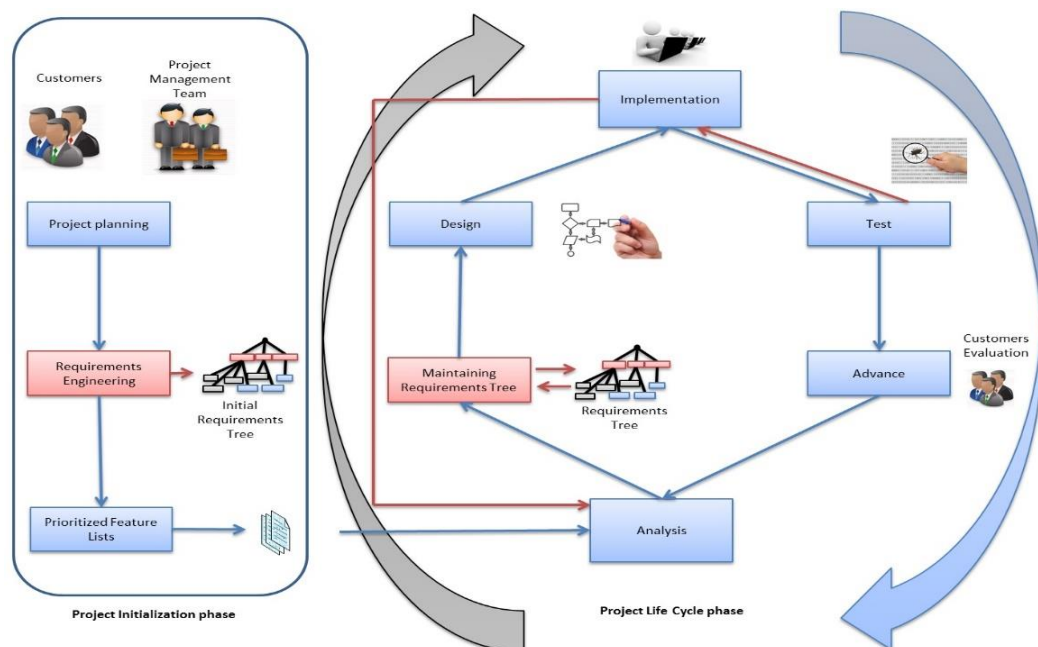 Customers
Project
Management
Team
Project planning
Requirements
Engineering
Initial
Requirements
Tree
Prioritized Feature
Lists
Project Initialization phase
Implementation
Design
Test
Maintaining
Requirements Tree
Requirements
Tree
Advance
Customers
Evaluation
Analysis
Project Life Cycle phase